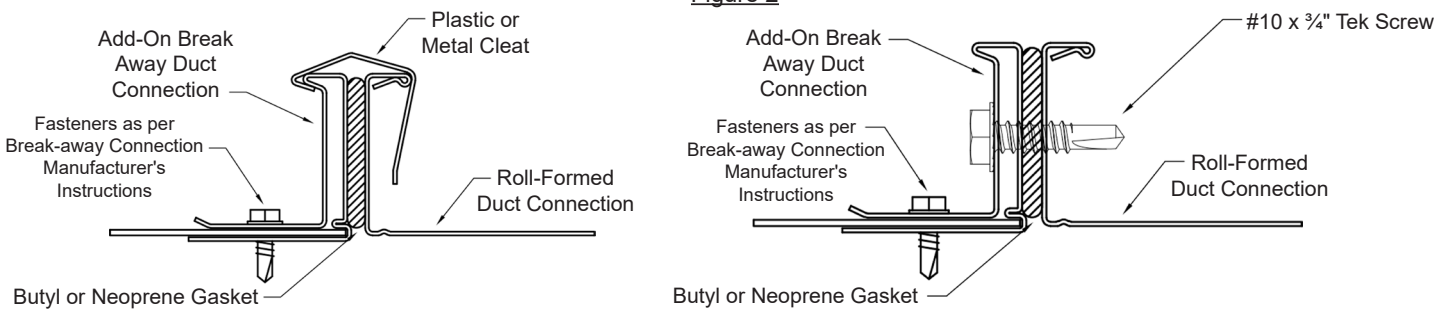 Plastic or
Metal Cleat
Add-On Break
Away Duct
Connection
Fasteners as per
Break-away Connection
Manufacturer's
Instructions
Roll-Formed
Duct Connection
Butyl or Neoprene Gasket
Figure 2
#10 x ¾" Tek Screw
Add-On Break
Away Duct
Connection
Fasteners as per
Break-away Connection
Manufacturer's
Instructions
Roll-Formed
Duct Connection
Butyl or Neoprene Gasket